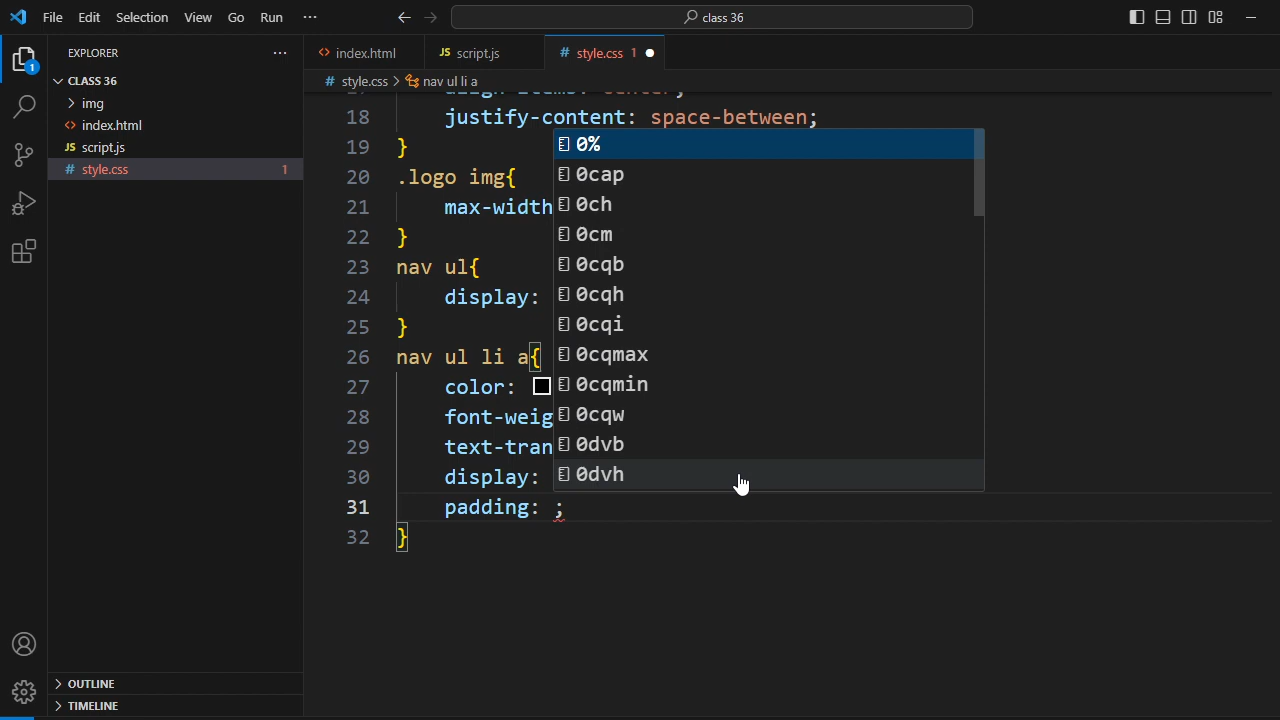 File Edit Selection View Go Run ···
class 36
EXPLORER ···
CLASS 36
img
index.html
JS script.js
# style.css 1
OUTLINE
TIMELINE
1
index.html
JS script.js
# style.css 1
# style.css > nav ul li a
18 justify-content: space-between;
19 }
20 .logo img{
21 max-width
22 }
23 nav ul{
24 display:
25 }
26 nav ul li a{
27 color:
28 font-weig
29 text-tran
30 display:
31 padding: ;
32 }
0%
0cap
0ch
0cm
0cqb
0cqh
0cqi
0cqmax
0cqmin
0cqw
0dvb
0dvh